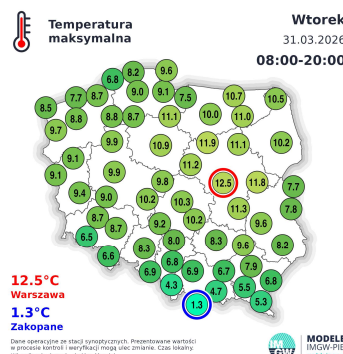 Temperatura
maksymalna
Wtorek
31.03.2026
08:00-20:00
6.8 8.2 9.6
8.5 7.7 8.7 9.0 9.1 7.5 10.7 10.5
9.7 8.8 8.8 8.7 11.1 10.0 11.0
9.9 10.9 11.9 11.1 10.2
9.1 11.2
9.1 9.9 9.8 12.5 11.8 7.7
9.4 9.0 10.2 10.3 11.3 7.8
8.7 9.2 10.2 9.6
6.5 8.7 8.0 8.3 9.6 8.2
6.6 8.3 6.8 7.9
6.9 6.9 6.7 6.8
4.3 4.7 5.5
1.3 5.3
12.5°C
Warszawa
1.3°C
Zakopane
Dane operacyjne ze stacji synoptycznych. Prezentowane wartości
w procesie kontroli i weryfikacji mogą ulec zmianie. Czas lokalny.
IM
GW
MODELE
IMGW-PIE